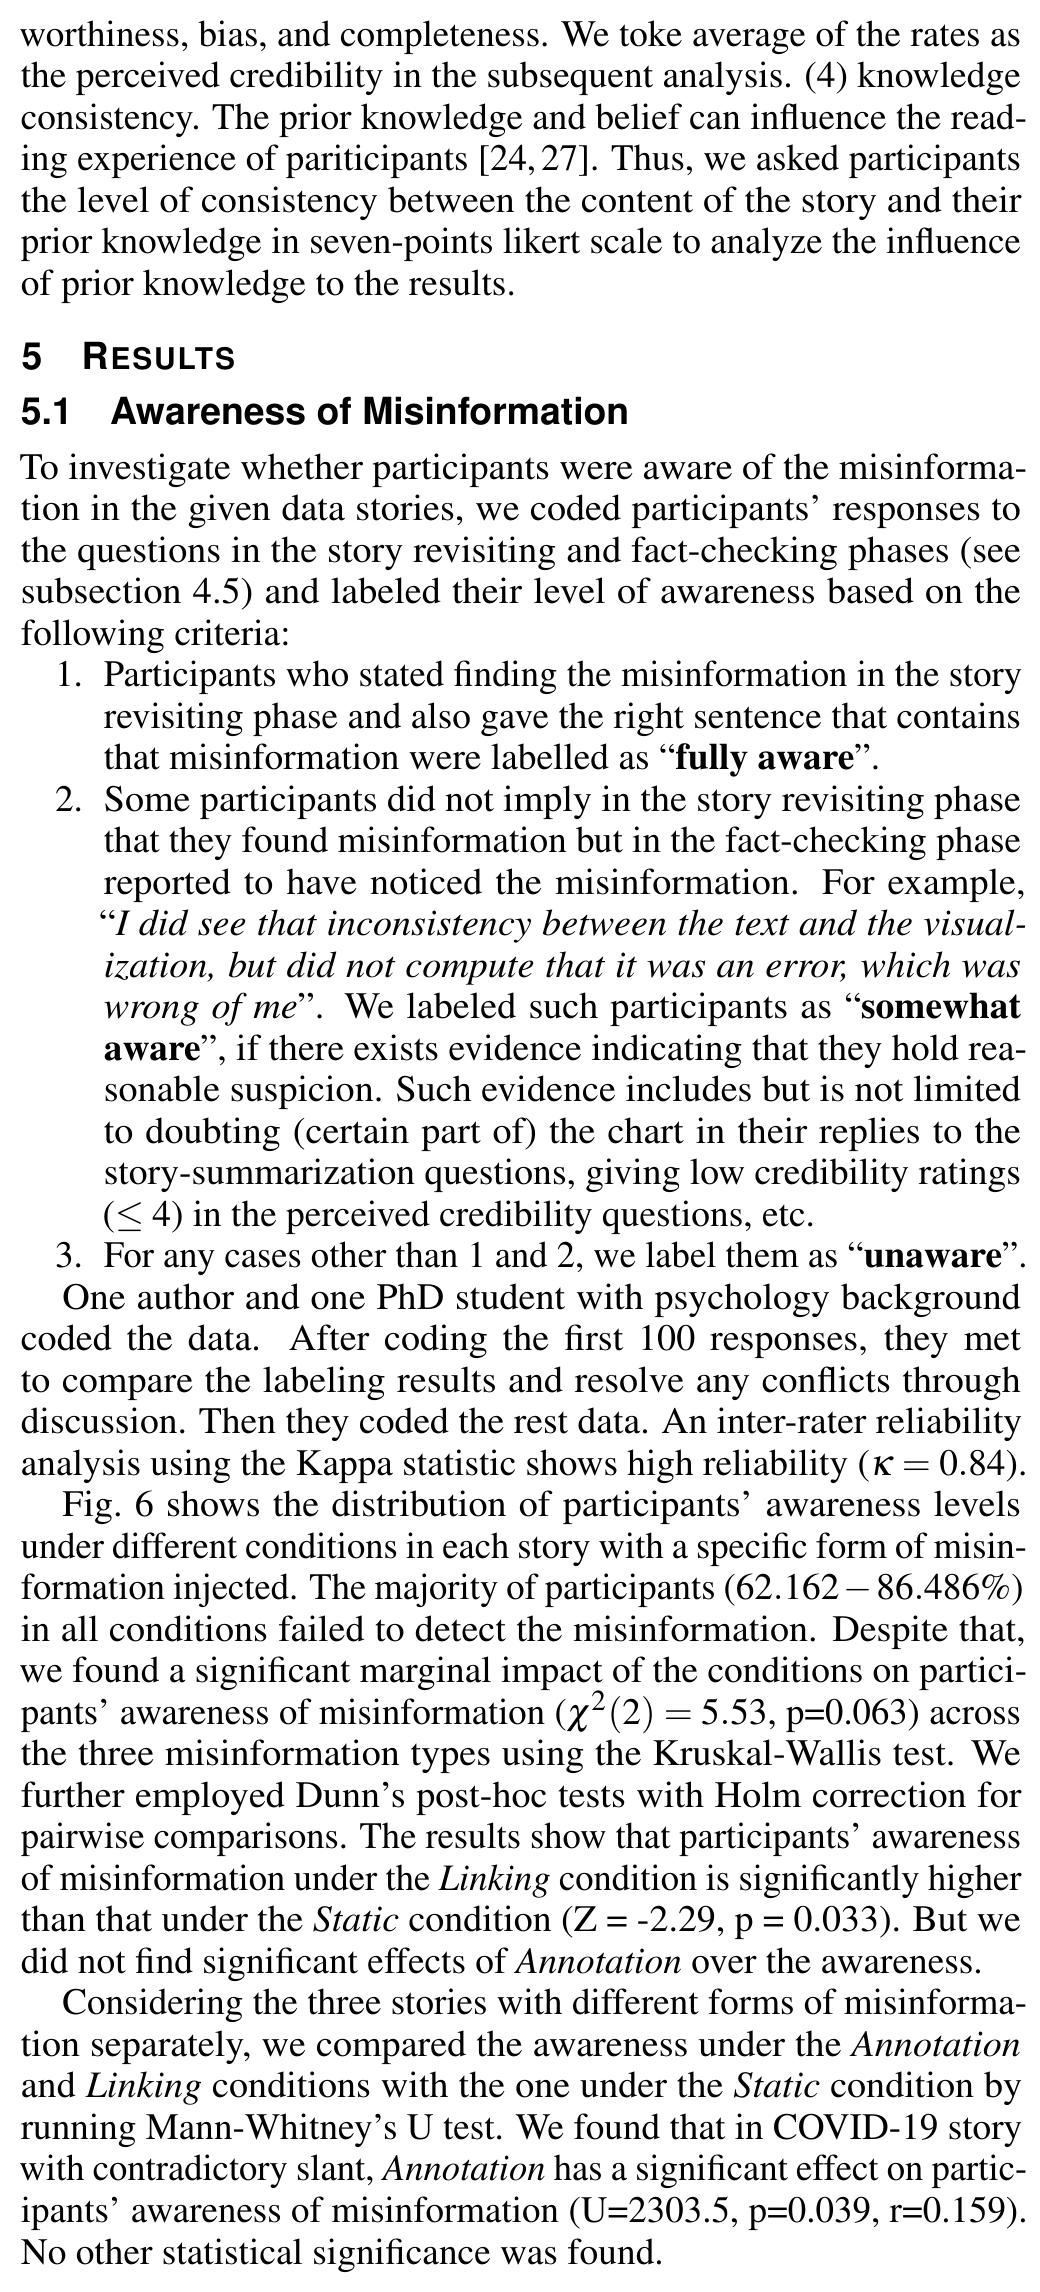 worthiness, bias, and completeness. We toke average of the rates as
the perceived credibility in the subsequent analysis. (4) knowledge
consistency. The prior knowledge and belief can influence the read-
ing experience of pariticipants [24, 27]. Thus, we asked participants
the level of consistency between the content of the story and their
prior knowledge in seven-points likert scale to analyze the influence
of prior knowledge to the results.
5 RESULTS
5.1 Awareness of Misinformation
To investigate whether participants were aware of the misinforma-
tion in the given data stories, we coded participants’ responses to
the questions in the story revisiting and fact-checking phases (see
subsection 4.5) and labeled their level of awareness based on the
following criteria:
1. Participants who stated finding the misinformation in the story
revisiting phase and also gave the right sentence that contains
that misinformation were labelled as “fully aware”.
2. Some participants did not imply in the story revisiting phase
that they found misinformation but in the fact-checking phase
reported to have noticed the misinformation. For example,
“I did see that inconsistency between the text and the visual-
ization, but did not compute that it was an error, which was
wrong of me”. We labeled such participants as “somewhat
aware”, if there exists evidence indicating that they hold rea-
sonable suspicion. Such evidence includes but is not limited
to doubting (certain part of) the chart in their replies to the
story-summarization questions, giving low credibility ratings
(≤ 4) in the perceived credibility questions, etc.
3. For any cases other than 1 and 2, we label them as “unaware”.
One author and one PhD student with psychology background
coded the data. After coding the first 100 responses, they met
to compare the labeling results and resolve any conflicts through
discussion. Then they coded the rest data. An inter-rater reliability
analysis using the Kappa statistic shows high reliability (κ = 0.84).
Fig. 6 shows the distribution of participants’ awareness levels
under different conditions in each story with a specific form of misin-
formation injected. The majority of participants (62.162 − 86.486%)
in all conditions failed to detect the misinformation. Despite that,
we found a significant marginal impact of the conditions on partici-
pants’ awareness of misinformation (χ²(2) = 5.53, p=0.063) across
the three misinformation types using the Kruskal-Wallis test. We
further employed Dunn’s post-hoc tests with Holm correction for
pairwise comparisons. The results show that participants’ awareness
of misinformation under the Linking condition is significantly higher
than that under the Static condition (Z = -2.29, p = 0.033). But we
did not find significant effects of Annotation over the awareness.
Considering the three stories with different forms of misinforma-
tion separately, we compared the awareness under the Annotation
and Linking conditions with the one under the Static condition by
running Mann-Whitney’s U test. We found that in COVID-19 story
with contradictory slant, Annotation has a significant effect on partic-
ipants’ awareness of misinformation (U=2303.5, p=0.039, r=0.159).
No other statistical significance was found.